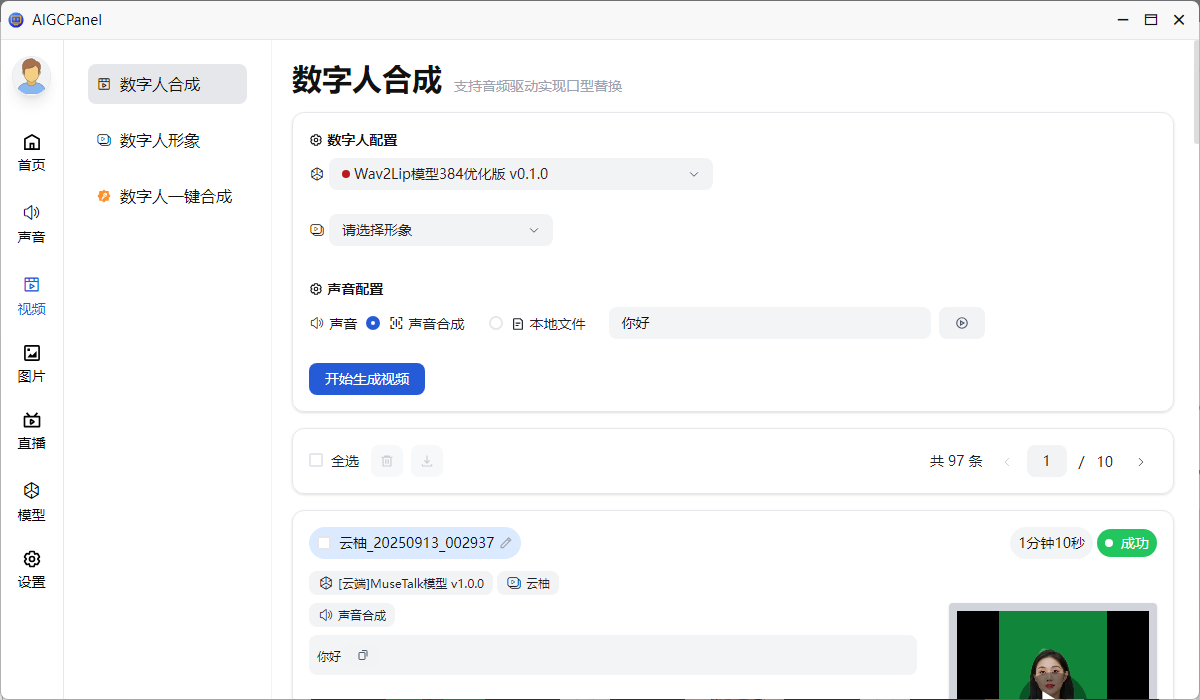 AIGCPanel
首页
声音
视频
图片
直播
模型
设置
数字人合成
数字人形象
数字人一键合成
数字人合成 支持音频驱动实现口型替换
数字人配置
Wav2Lip模型384优化版 v0.1.0
请选择形象
声音配置
声音 声音合成 本地文件 你好
开始生成视频
全选 共 97 条 1 / 10
云柚_20250913_002937 1分钟10秒 成功
[云端]MuseTalk模型 v1.0.0 云柚
声音合成
你好